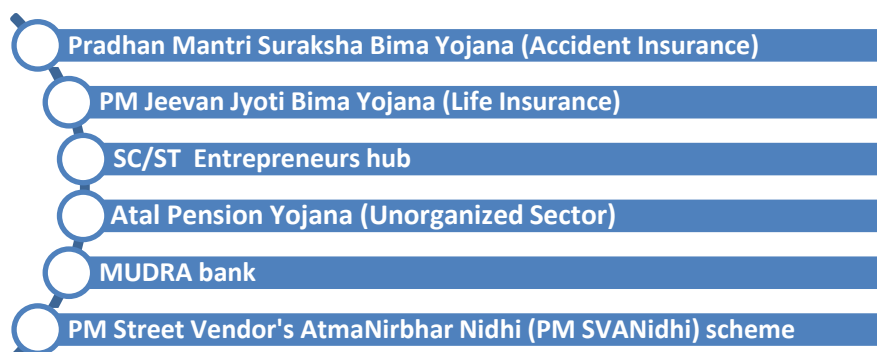 Pradhan Mantri Suraksha Bima Yojana (Accident Insurance)
PM Jeevan Jyoti Bima Yojana (Life Insurance)
SC/ST Entrepreneurs hub
Atal Pension Yojana (Unorganized Sector)
MUDRA bank
PM Street Vendor's AtmaNirbhar Nidhi (PM SVANidhi) scheme